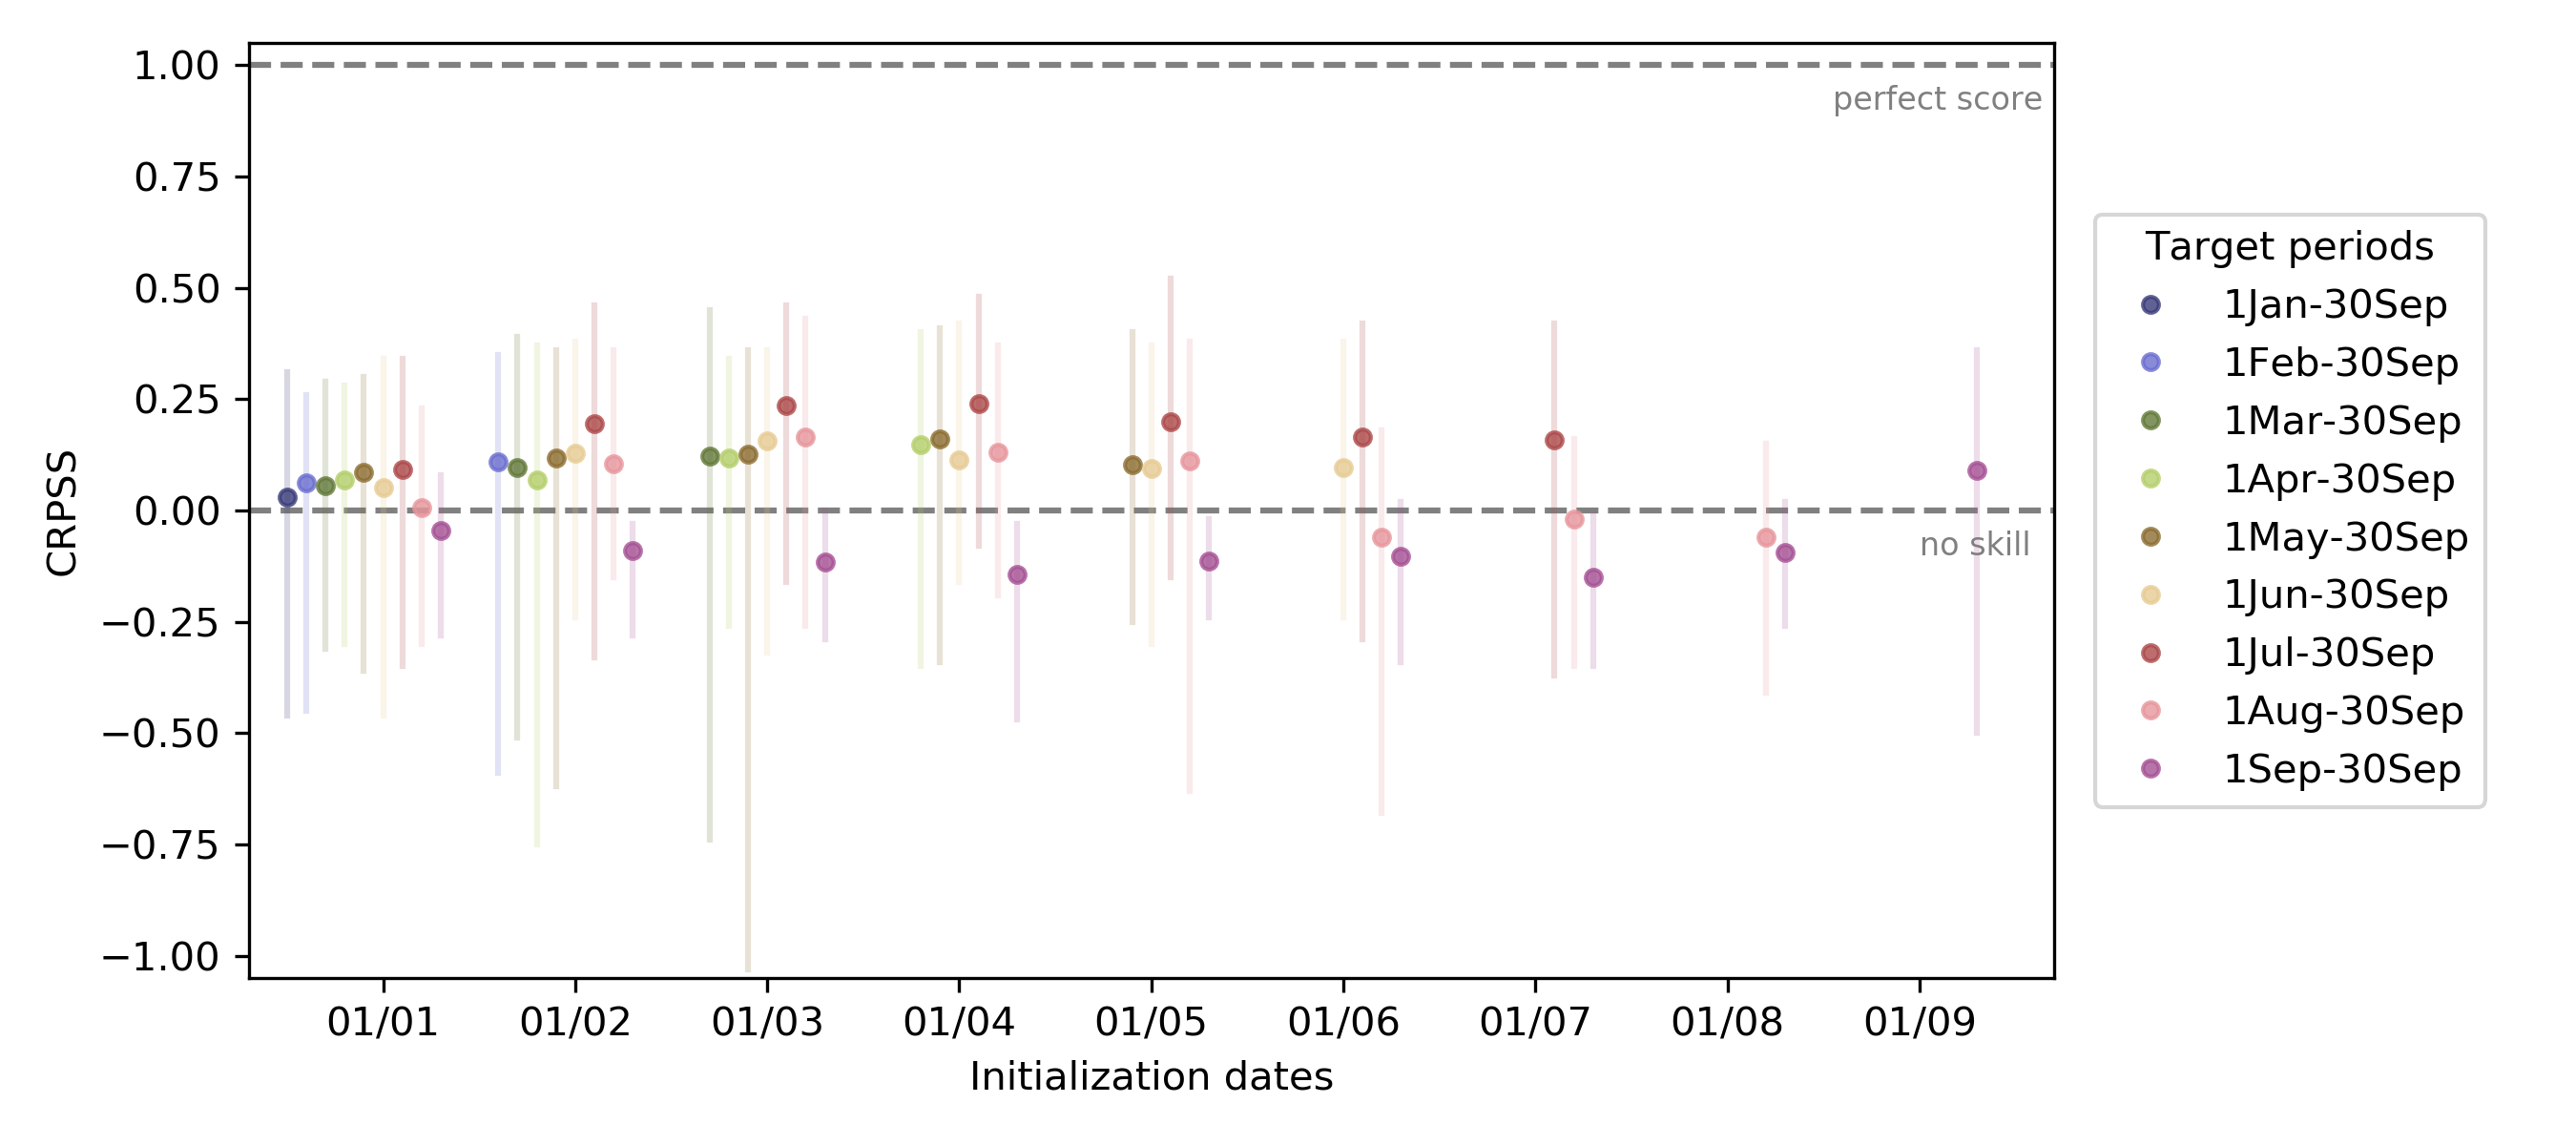 1.00
perfect score
0.75
0.50
0.25
0.00
no skill
−0.25
−0.50
−0.75
−1.00
CRPSS
01/01 01/02 01/03 01/04 01/05 01/06 01/07 01/08 01/09
Initialization dates
Target periods
1Jan-30Sep
1Feb-30Sep
1Mar-30Sep
1Apr-30Sep
1May-30Sep
1Jun-30Sep
1Jul-30Sep
1Aug-30Sep
1Sep-30Sep